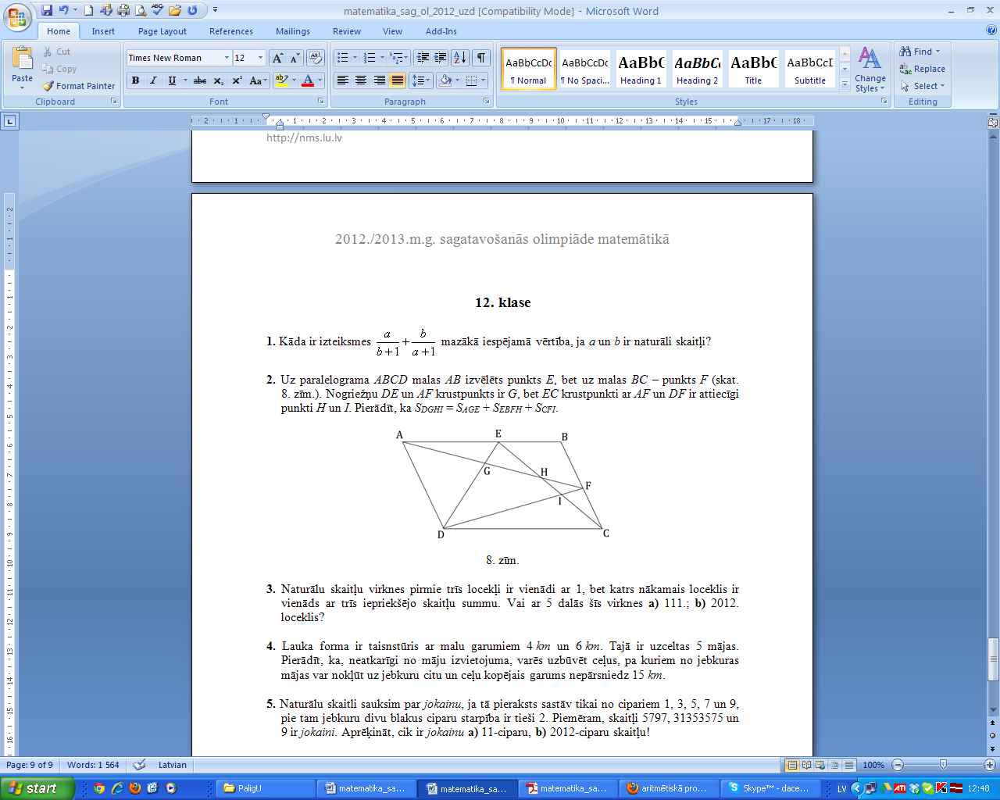 matematika_sag_ol_2012_uzd [Compatibility Mode] - Microsoft Word
Home Insert Page Layout References Mailings Review View Add-Ins
Paste
Cut
Copy
Format Painter
Clipboard
Times New Roman 12
Font
Paragraph
AaBbCcDc AaBbCcDc AaBbC AaBbCc AaBbC AaBbCcI
¶ Normal ¶ No Spaci... Heading 1 Heading 2 Title Subtitle
Styles
Change Styles
Find
Replace
Select
Editing
http://nms.lu.lv
2012./2013.m.g. sagatavošanās olimpiāde matemātikā
12. klase
1. Kāda ir izteiksmes a/(b+1) + b/(a+1) mazākā iespējamā vērtība, ja a un b ir naturāli skaitļi?
2. Uz paralelograma ABCD malas AB izvēlēts punkts E, bet uz malas BC – punkts F (skat.
8. zīm.). Nogriežņu DE un AF krustpunkts ir G, bet EC krustpunkti ar AF un DF ir attiecīgi
punkti H un I. Pierādīt, ka SDGHI = SAGE + SEBFH + SCFI.
A E B
G H
F
I
D C
8. zīm.
3. Naturālu skaitļu virknes pirmie trīs locekļi ir vienādi ar 1, bet katrs nākamais loceklis ir
vienāds ar trīs iepriekšējo skaitļu summu. Vai ar 5 dalās šīs virknes a) 111.; b) 2012.
loceklis?
4. Lauka forma ir taisnstūris ar malu garumiem 4 km un 6 km. Tajā ir uzceltas 5 mājas.
Pierādīt, ka, neatkarīgi no māju izvietojuma, varēs uzbūvēt ceļus, pa kuriem no jebkuras
mājas var nokļūt uz jebkuru citu un ceļu kopējais garums nepārsniedz 15 km.
5. Naturālu skaitli sauksim par jokainu, ja tā pieraksts sastāv tikai no cipariem 1, 3, 5, 7 un 9,
pie tam jebkuru divu blakus ciparu starpība ir tieši 2. Piemēram, skaitļi 5797, 31353575 un
9 ir jokaini. Aprēķināt, cik ir jokainu a) 11-ciparu, b) 2012-ciparu skaitļu!
Page: 9 of 9 Words: 1 564 Latvian 100%
start PaligU matematika_sa... matematika_sa... matematika_sa... aritmētiskā pro... Skype™ - dace... LV 12:48